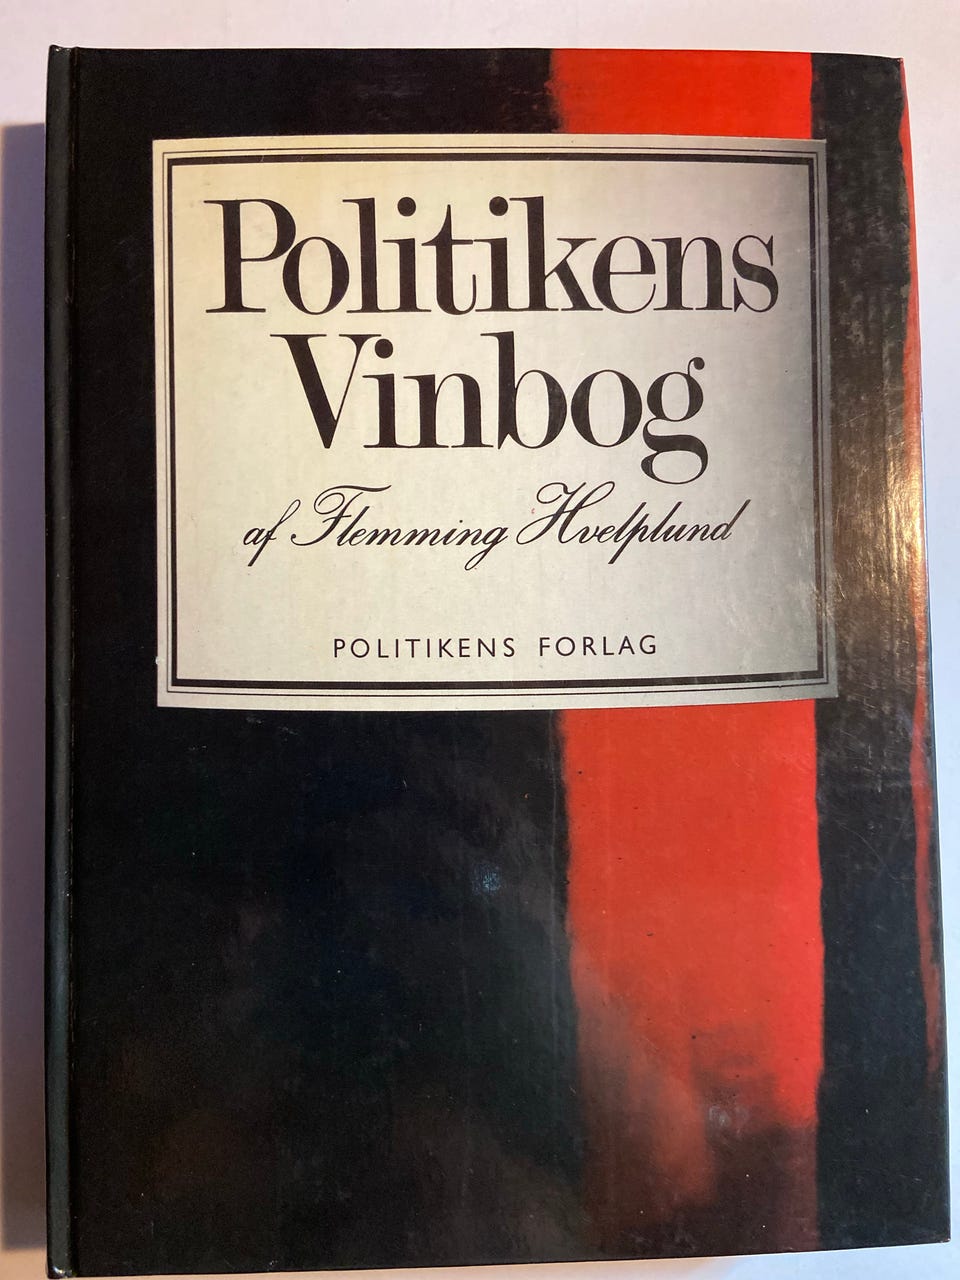 Politikens
Vinbog
af Flemming Hvelplund
POLITIKENS FORLAG